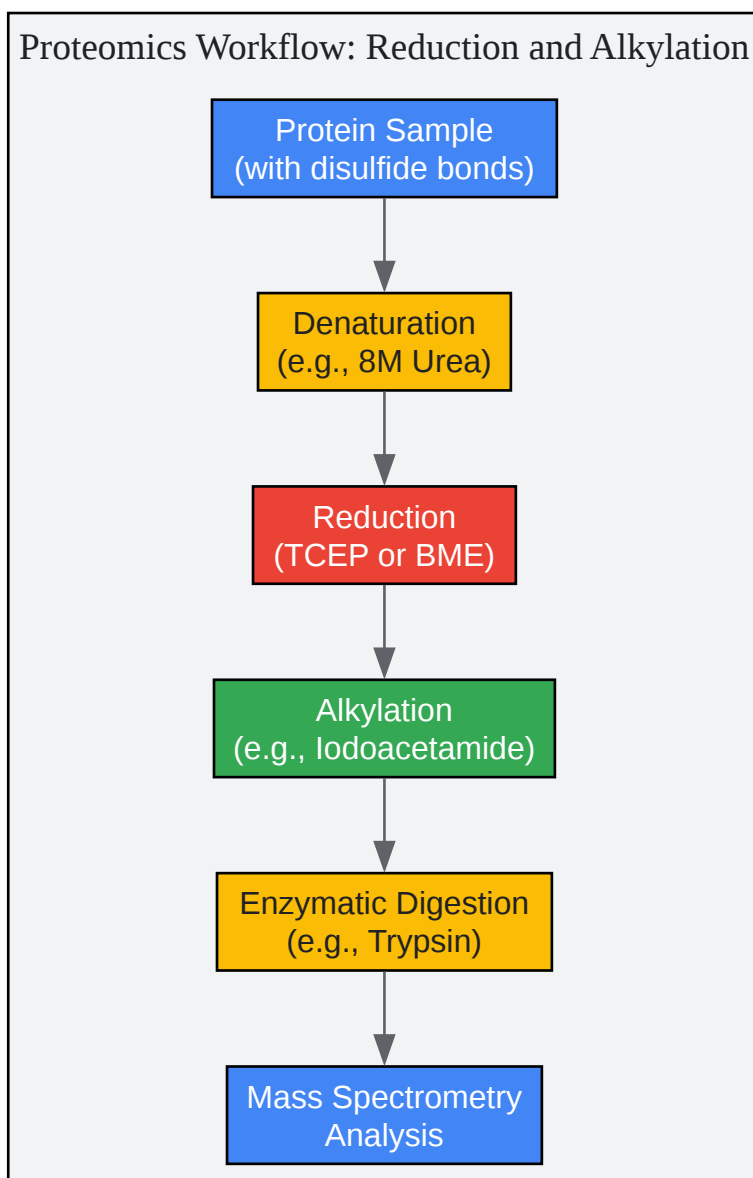 Proteomics Workflow: Reduction and Alkylation
Protein Sample
(with disulfide bonds)
Denaturation
(e.g., 8M Urea)
Reduction
(TCEP or BME)
Alkylation
(e.g., Iodoacetamide)
Enzymatic Digestion
(e.g., Trypsin)
Mass Spectrometry
Analysis